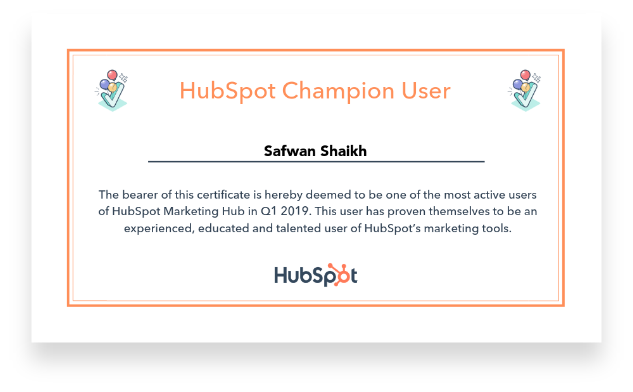 HubSpot Champion User
Safwan Shaikh
The bearer of this certificate is hereby deemed to be one of the most active users
of HubSpot Marketing Hub in Q1 2019. This user has proven themselves to be an
experienced, educated and talented user of HubSpot's marketing tools.
HubSpot